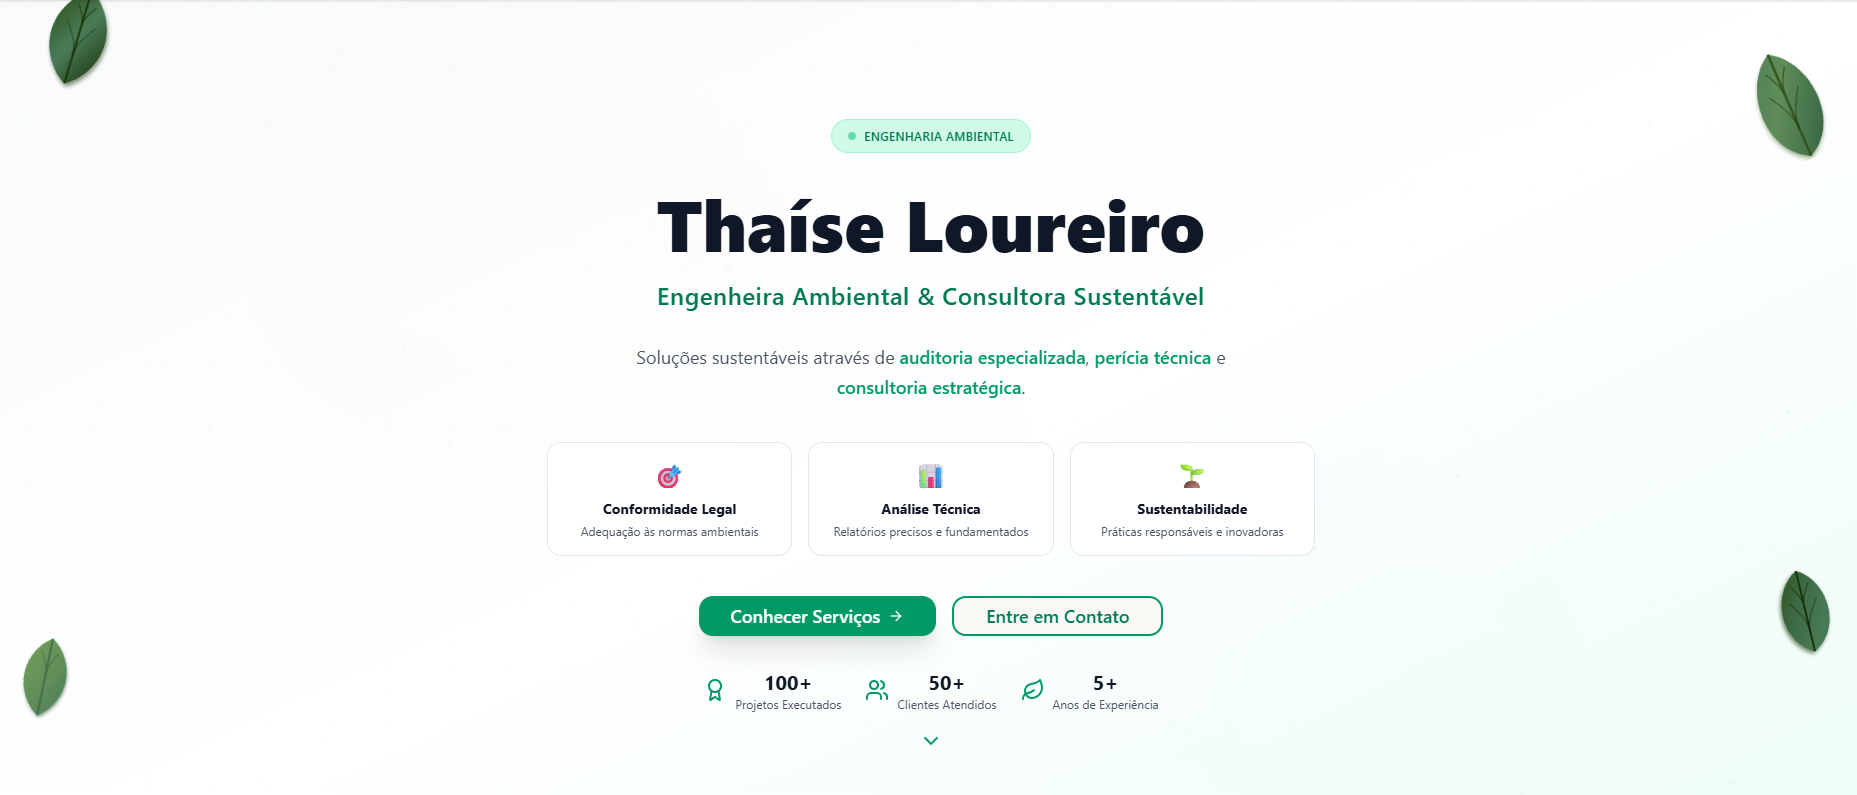 ENGENHARIA AMBIENTAL
Thaíse Loureiro
Engenheira Ambiental & Consultora Sustentável
Soluções sustentáveis através de auditoria especializada, perícia técnica e
consultoria estratégica.
Conformidade Legal
Adequação às normas ambientais
Análise Técnica
Relatórios precisos e fundamentados
Sustentabilidade
Práticas responsáveis e inovadoras
Conhecer Serviços →
Entre em Contato
100+
Projetos Executados
50+
Clientes Atendidos
5+
Anos de Experiência